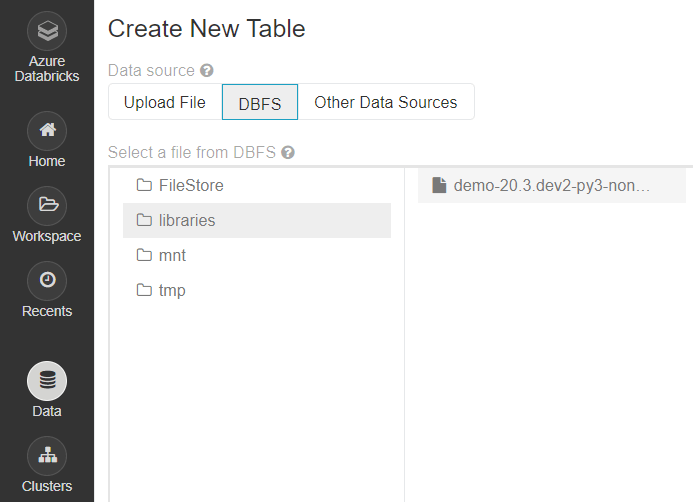 Azure
Databricks
Home
Workspace
Recents
Data
Clusters
Create New Table
Data source ?
Upload File
DBFS
Other Data Sources
Select a file from DBFS ?
FileStore
libraries
mnt
tmp
demo-20.3.dev2-py3-non...